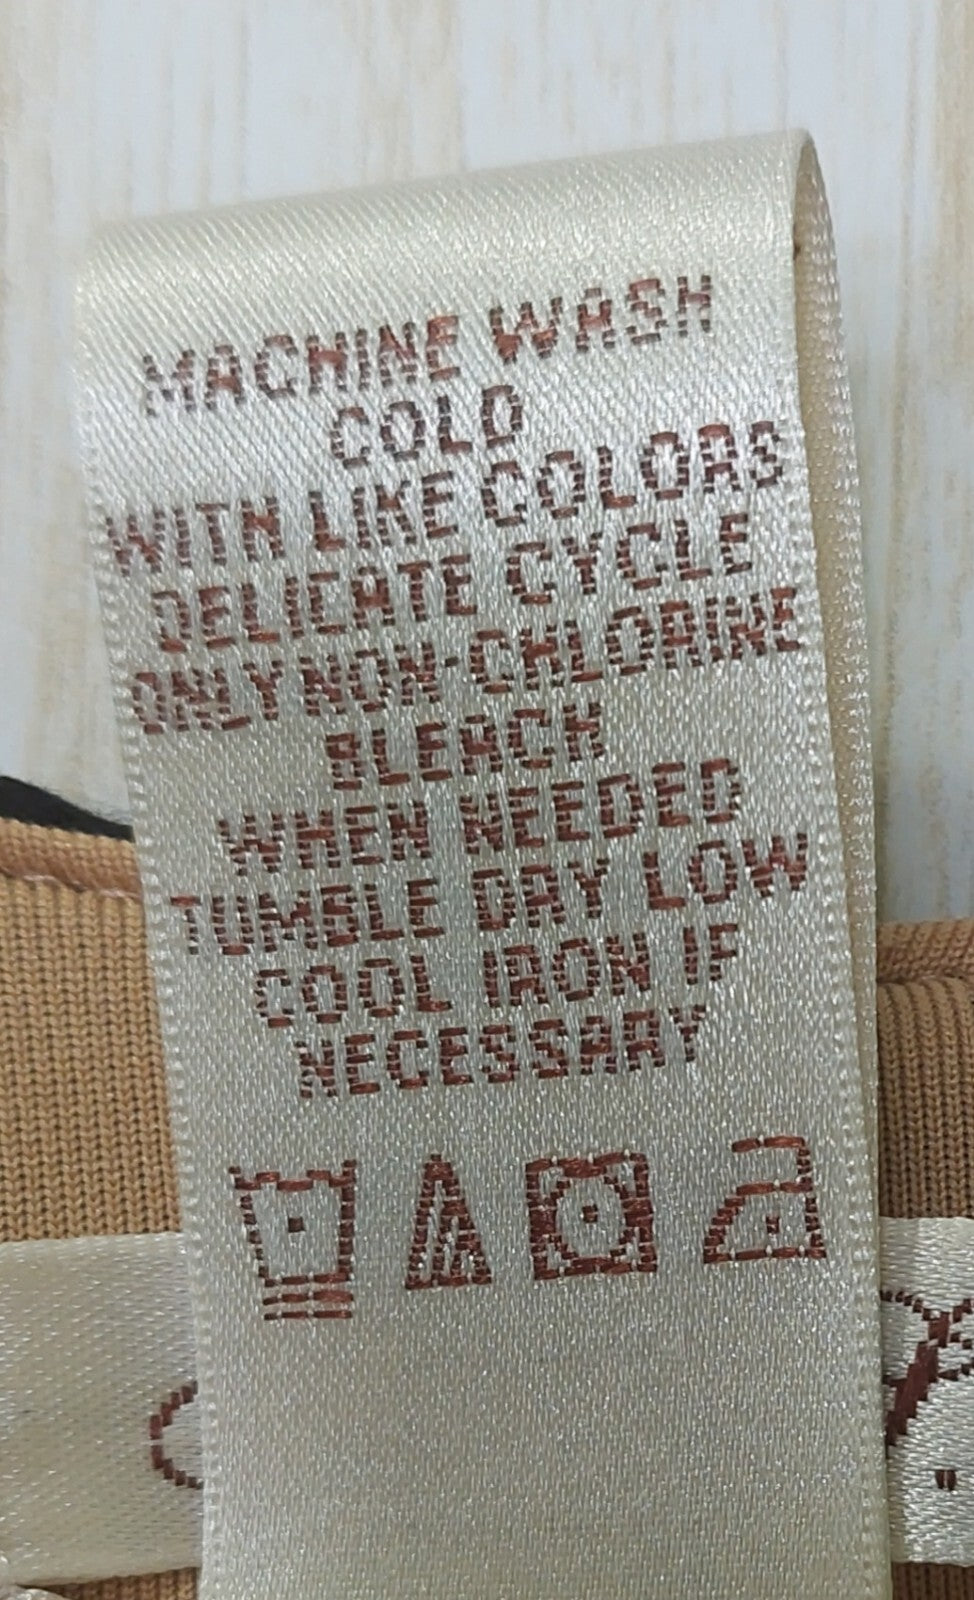 MACHINE WASH
COLD
WITH LIKE COLORS
DELICATE CYCLE
ONLY NON-CHLORINE
BLEACH
WHEN NEEDED
TUMBLE DRY LOW
COOL IRON IF
NECESSARY